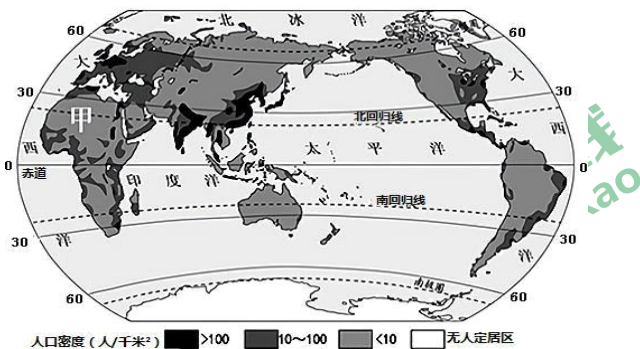 北 冰 洋
60
60
大
大
30
30
甲
北回归线
西
西
太 平 洋
0
0
赤道
印 度 洋
南回归线
30
30
洋
洋
南极圈
60
60
人口密度(人/千米²) >100 10～100 <10 无人定居区